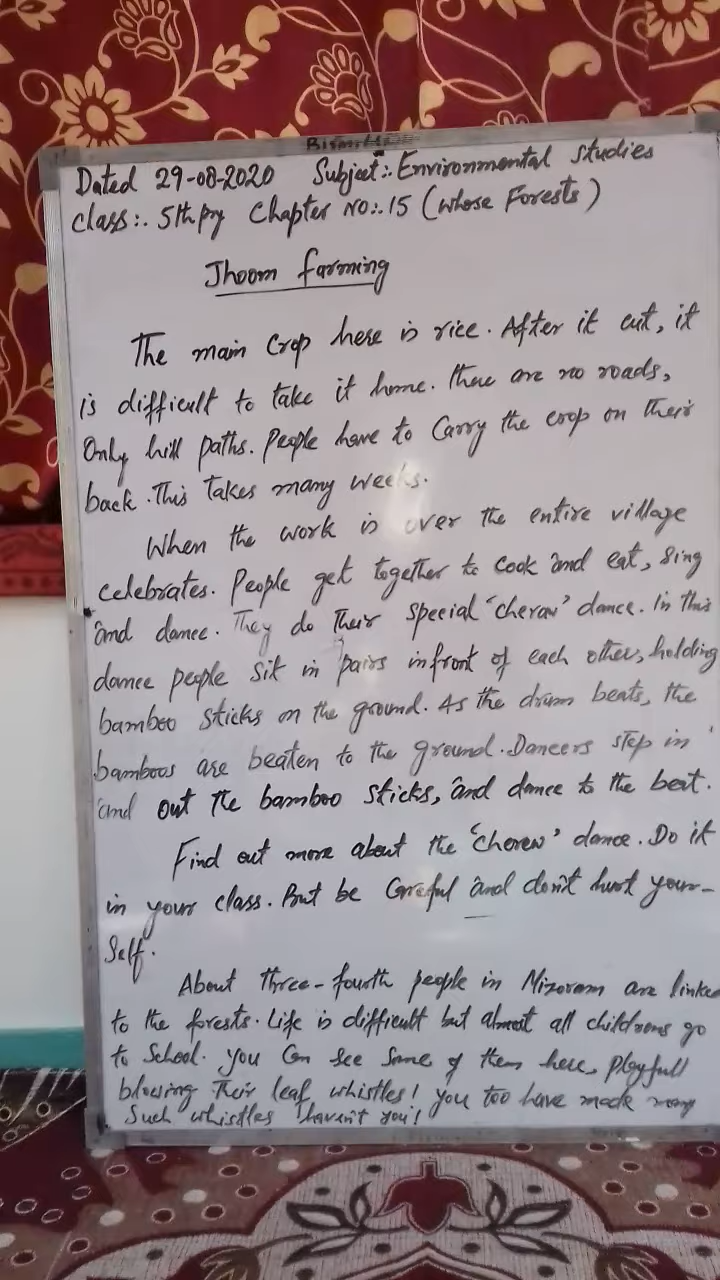 Dated 29-08-2020 Subject:. Environmental studies
class:. 5th pry Chapter NO:. 15 (whose Forests)
Jhoom farming
The main Crop here is rice. After it cut, it
is difficult to take it home. there are no roads,
Only hill paths. People have to Carry the crop on their
back. This takes many weeks.
When the work is over the entire village
celebrates. People get together to cook and eat, sing
and dance. They do their special 'cheraw' dance. In this
dance people sit in pairs infront of each other, holding
bamboo sticks on the ground. As the drum beats, the
bamboos are beaten to the ground. Dancers step in
and out the bamboo sticks, and dance to the beat.
Find out more about the 'cherew' dance. Do it
in your class. But be Careful and don't hurt your-
Self.
About three-fourth people in Mizoram are linked
to the forests. Life is difficult but almost all childrens go
to School. you Can See Some of them here, Playfull
blowing their leaf whistles! you too have made many
Such whistles haven't you!